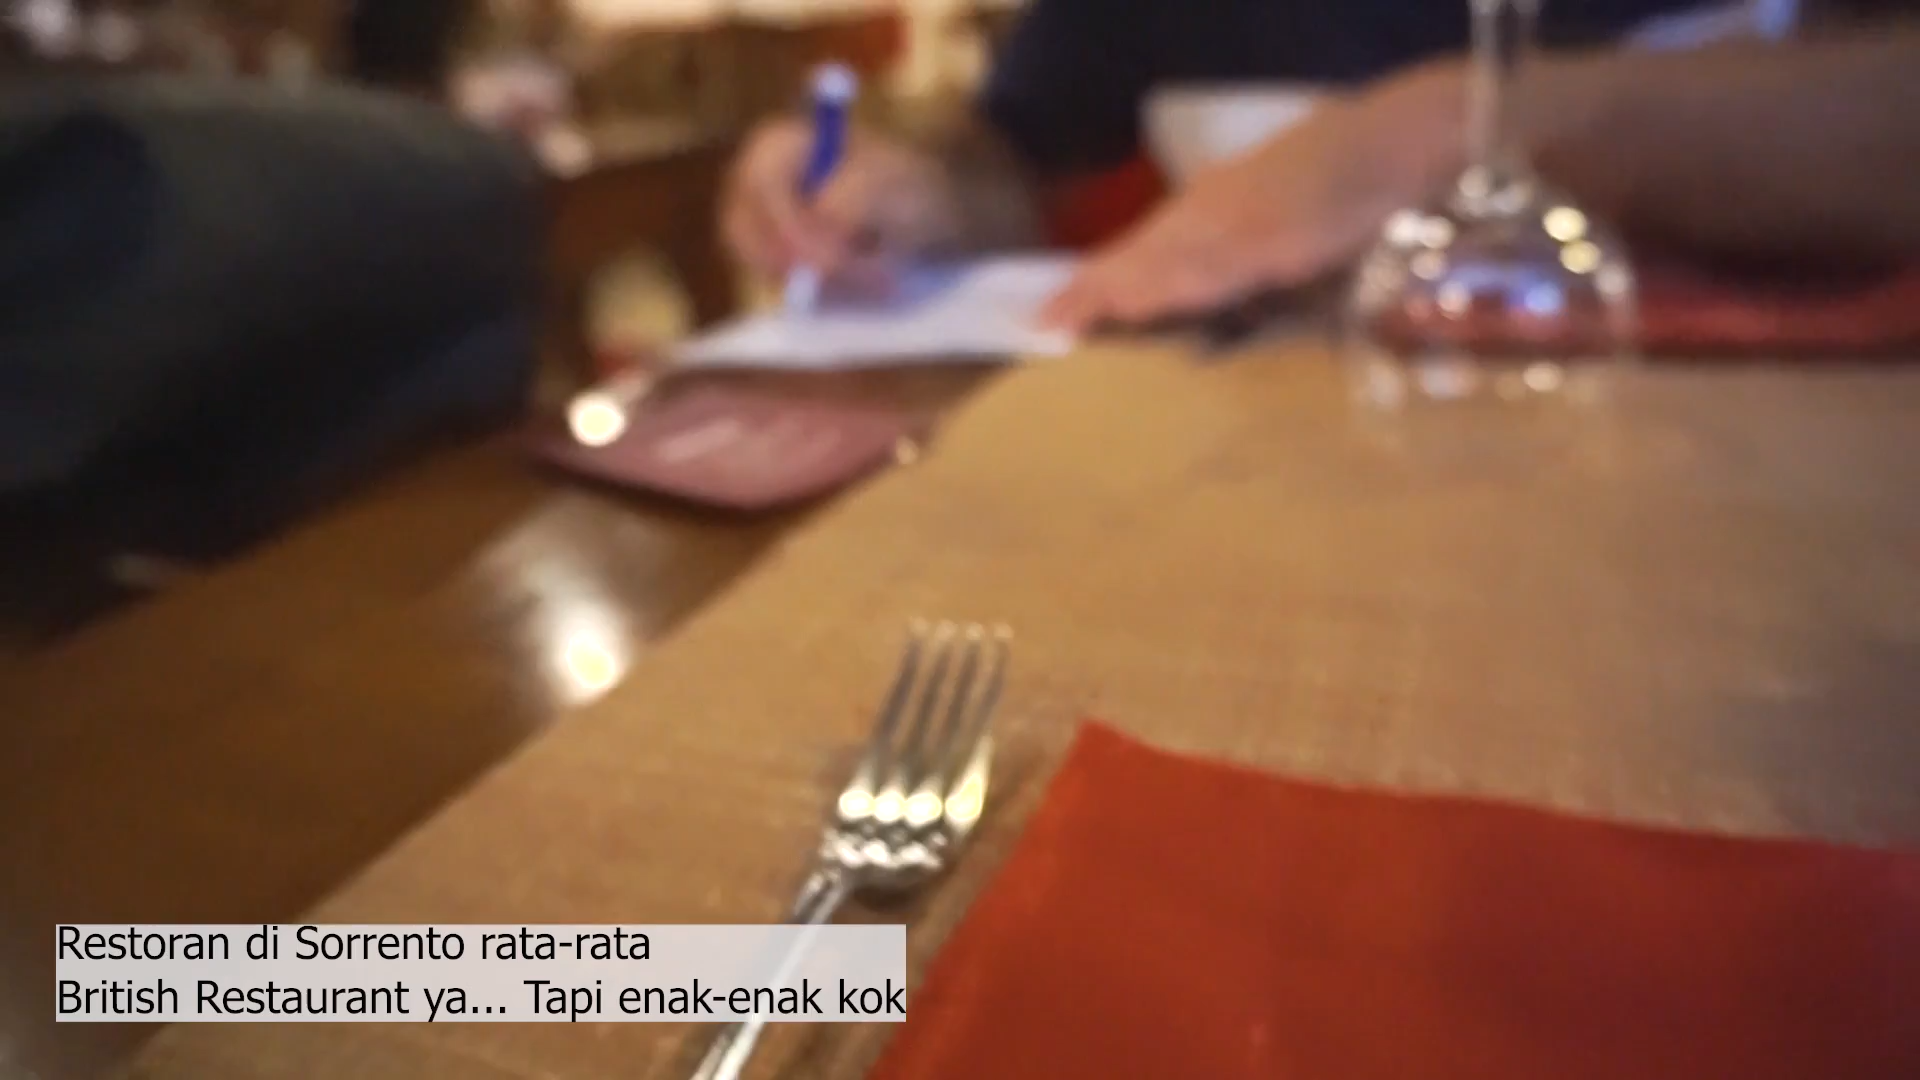 Restoran di Sorrento rata-rata
British Restaurant ya... Tapi enak-enak kok